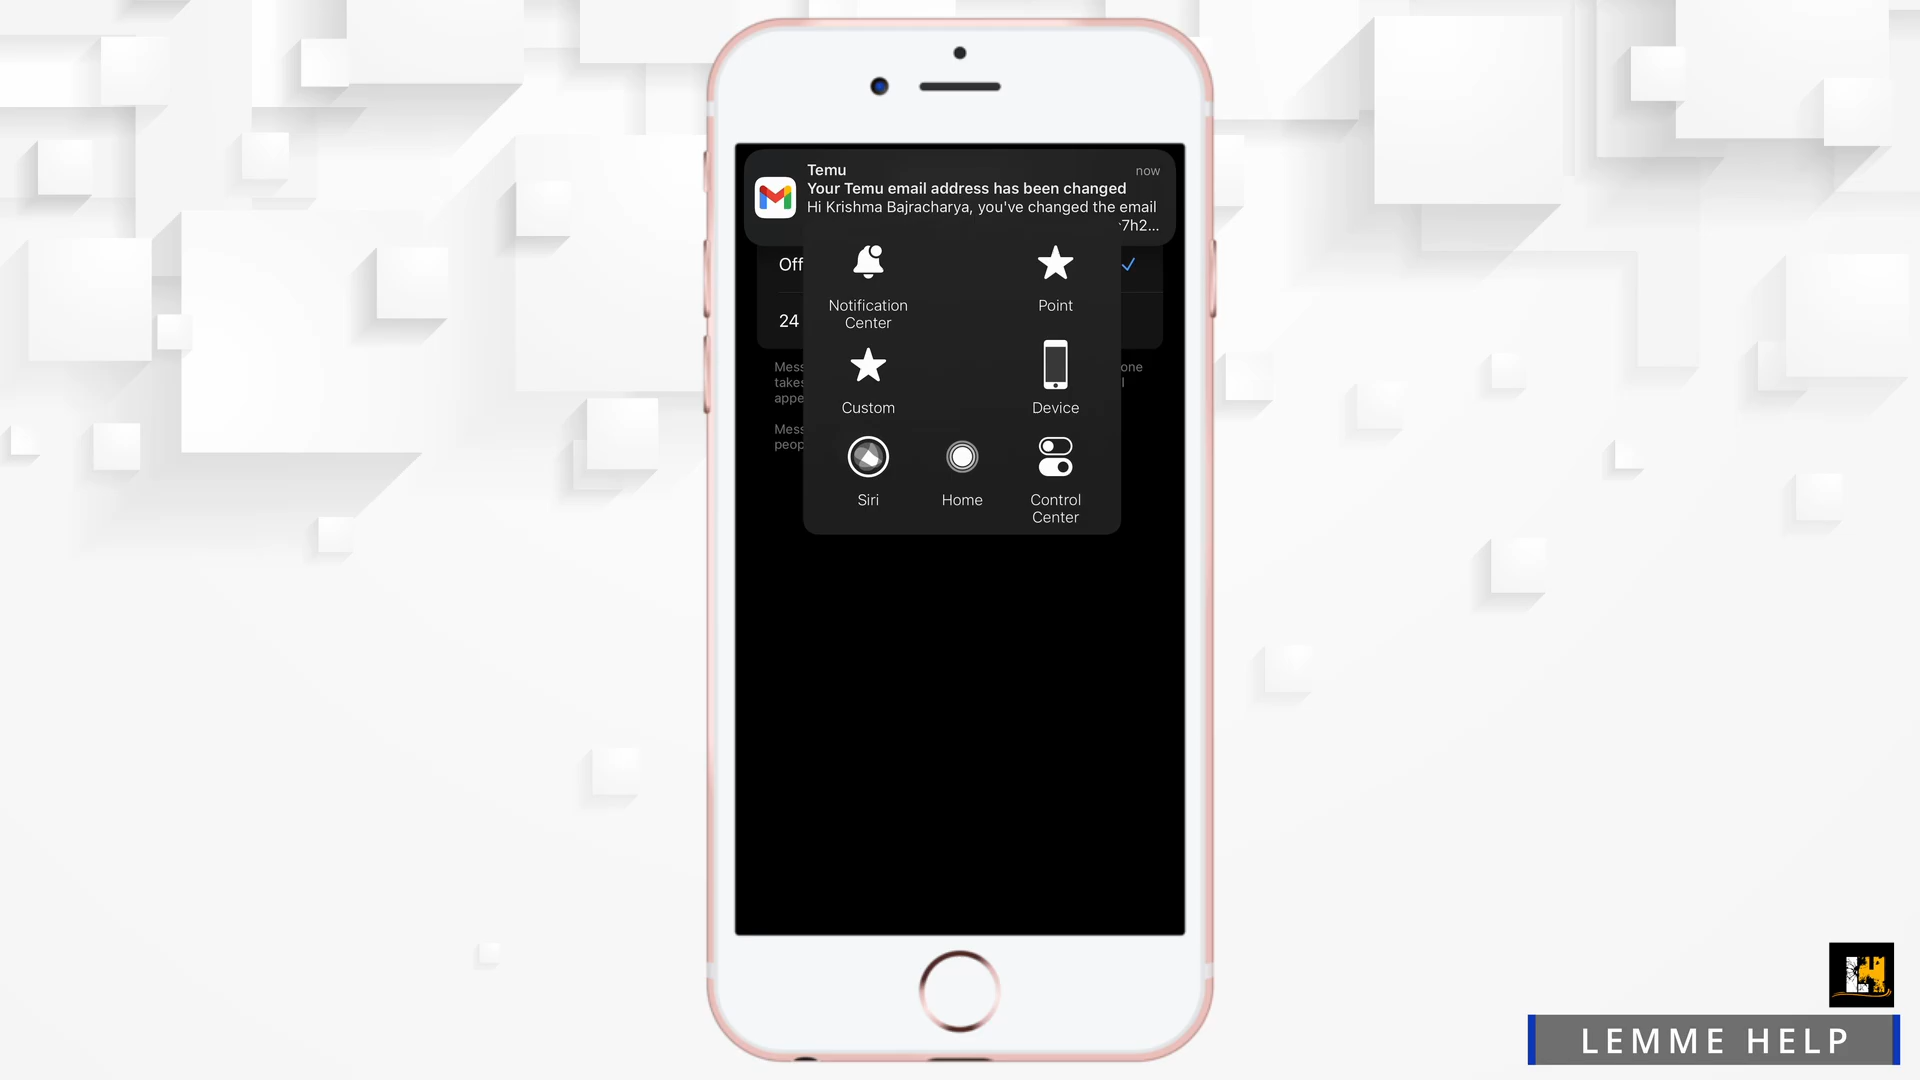 Temu
now
Your Temu email address has been changed
Hi Krishma Bajracharya, you've changed the email
7h2...
Off
24
Notification
Center
Point
Mess
one
takes
appe
Custom
Device
Mess
peop
Siri
Home
Control
Center
LEMME HELP